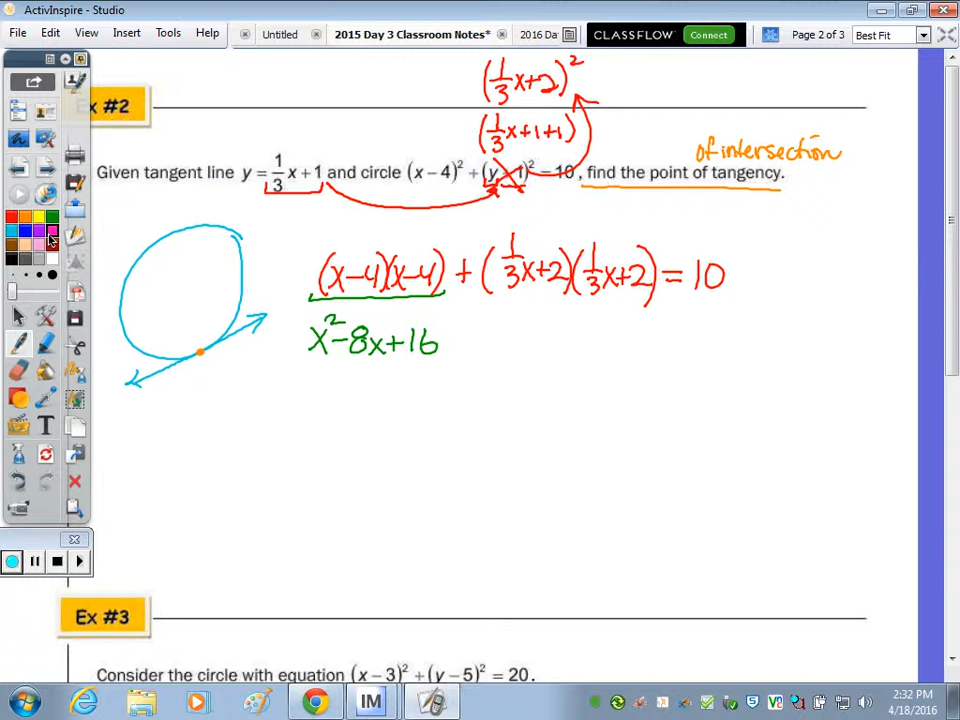 ActivInspire - Studio
File Edit View Insert Tools Help
Untitled
2015 Day 3 Classroom Notes*
2016 Da
CLASSFLOW Connect
Page 2 of 3
Best Fit
(1/3x+2)²
Ex #2
(1/3x+1+1)
of intersection
Given tangent line y = 1/3 x + 1 and circle (x − 4)² + (y + 1)² = 10, find the point of tangency.
(x-4)(x-4) + (1/3x+2)(1/3x+2) = 10
x²-8x+16
Ex #3
Consider the circle with equation (x − 3)² + (y − 5)² = 20.
IM
V2
2:32 PM
4/18/2016